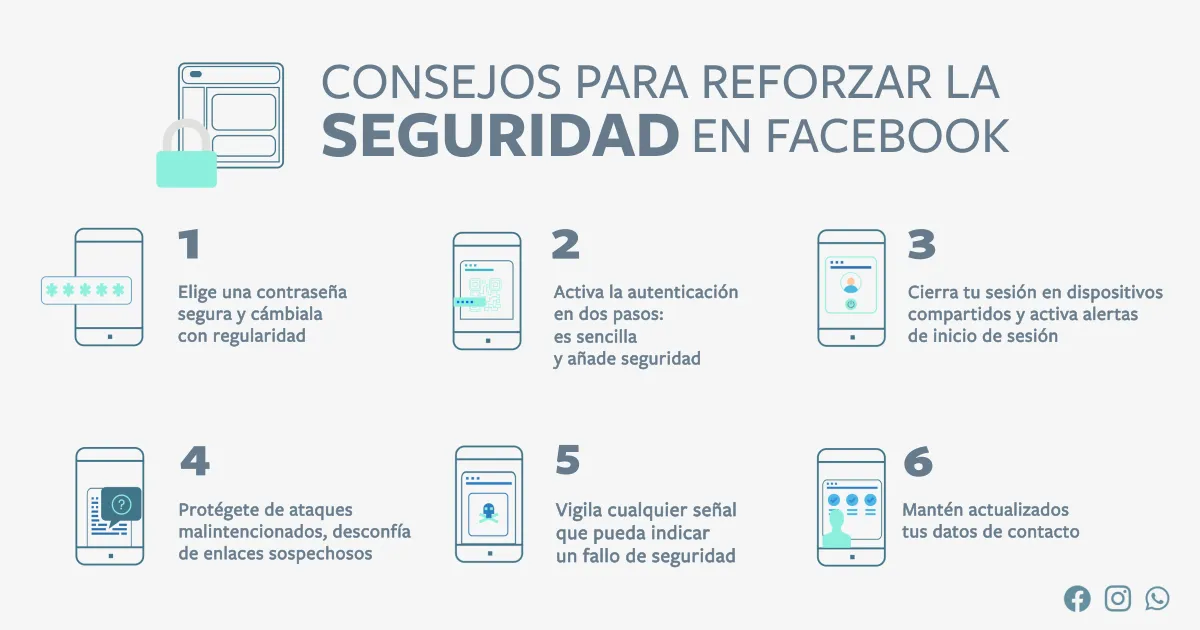 CONSEJOS PARA REFORZAR LA
SEGURIDAD EN FACEBOOK
1
Elige una contraseña
segura y cámbiala
con regularidad
2
Activa la autenticación
en dos pasos:
es sencilla
y añade seguridad
3
Cierra tu sesión en dispositivos
compartidos y activa alertas
de inicio de sesión
4
Protégete de ataques
malintencionados, desconfía
de enlaces sospechosos
5
Vigila cualquier señal
que pueda indicar
un fallo de seguridad
6
Mantén actualizados
tus datos de contacto